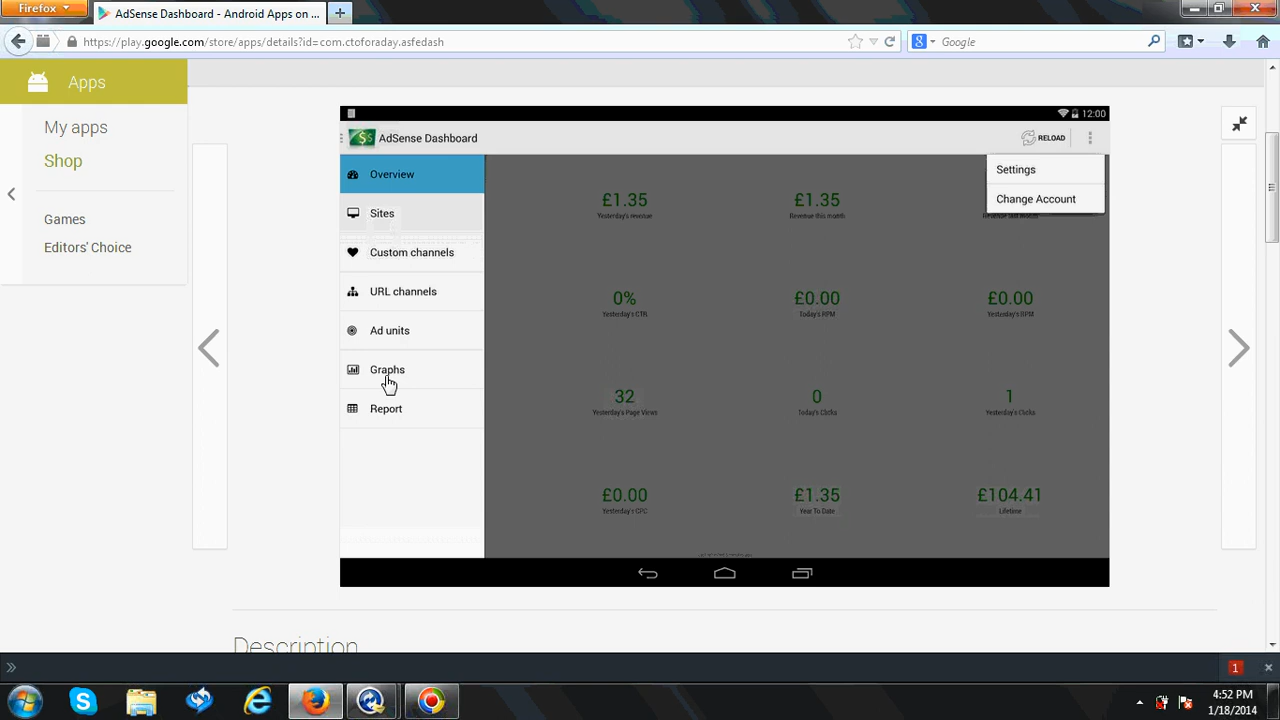 Firefox
AdSense Dashboard - Android Apps on ...
https://play.google.com/store/apps/details?id=com.ctoforaday.asfedash
Google
Apps
My apps
Shop
Games
Editors' Choice
12:00
AdSense Dashboard
RELOAD
Settings
Change Account
Overview
Sites
Custom channels
URL channels
Ad units
Graphs
Report
£1.35
Yesterday's revenue
£1.35
Revenue this month
Revenue last month
0%
Yesterday's CTR
£0.00
Today's RPM
£0.00
Yesterday's RPM
32
Yesterday's Page Views
0
Today's Clicks
1
Yesterday's Clicks
£0.00
Yesterday's CPC
£1.35
Year To Date
£104.41
Lifetime
Description
1
4:52 PM
1/18/2014